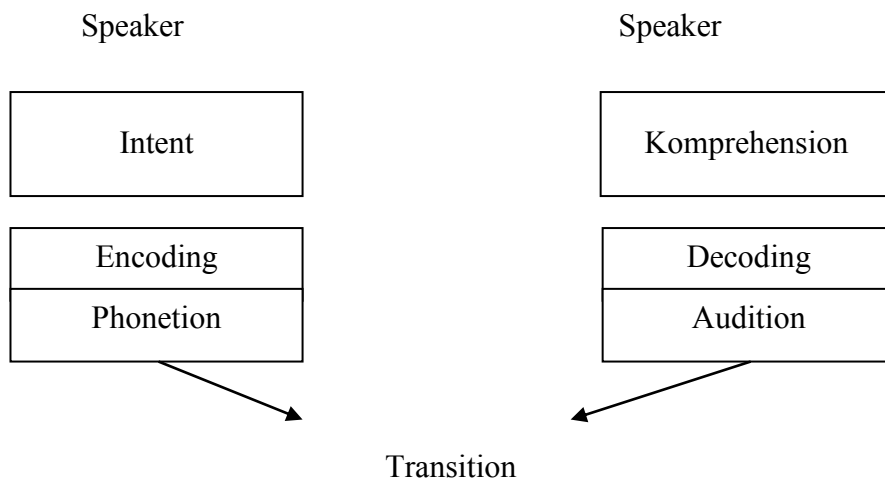 Speaker Speaker
Intent Komprehension
Encoding Decoding
Phonetion Audition
Transition